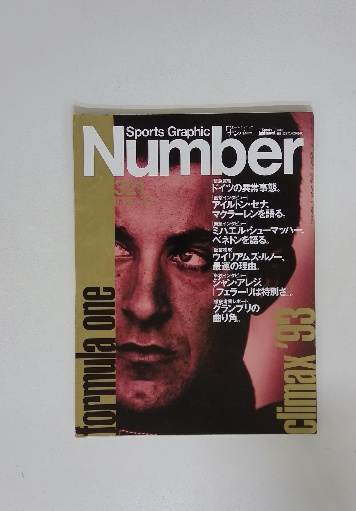 Sports Graphic
Number
ドイツの異常事態。
アイルトン・セナ、
マクラーレンを語る。
ミハエル・シューマッハー、
ベネトンを語る。
ウイリアムズ・ルノー、
最速の理由。
ジャン・アレジ、
「フェラーリは特別さ」。
グランプリの
曲り角。
formula one
climax '93